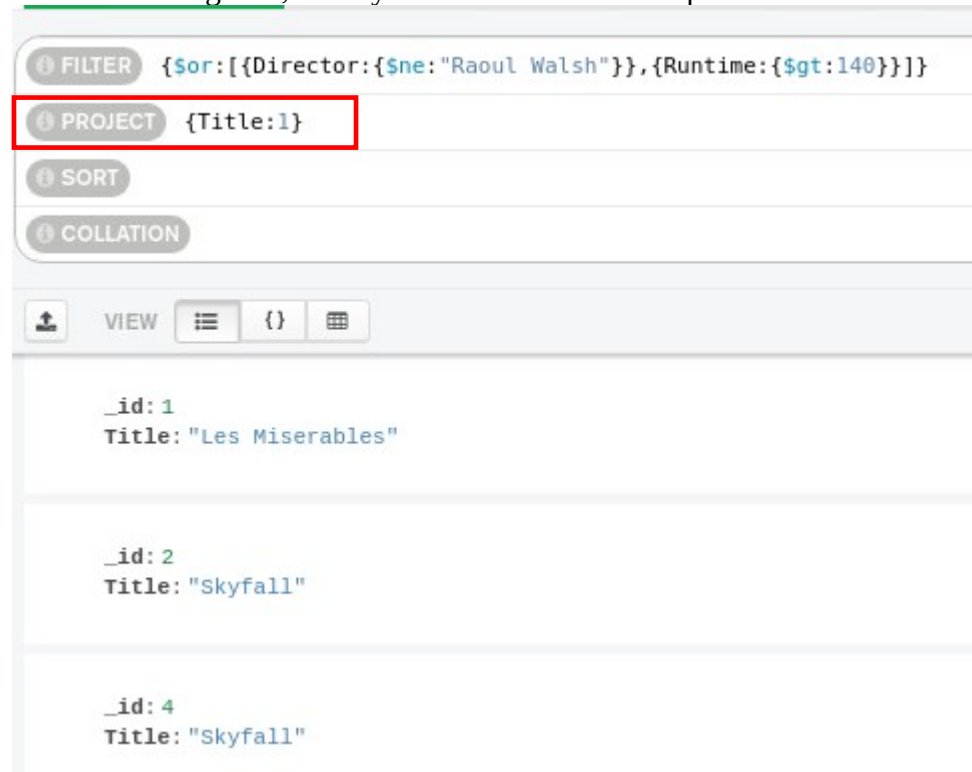 FILTER {$or:[{Director:{$ne:"Raoul Walsh"}},{Runtime:{$gt:140}}]}
PROJECT {Title:1}
SORT
COLLATION
VIEW {}
_id:1
Title:"Les Miserables"
_id:2
Title:"Skyfall"
_id:4
Title:"Skyfall"